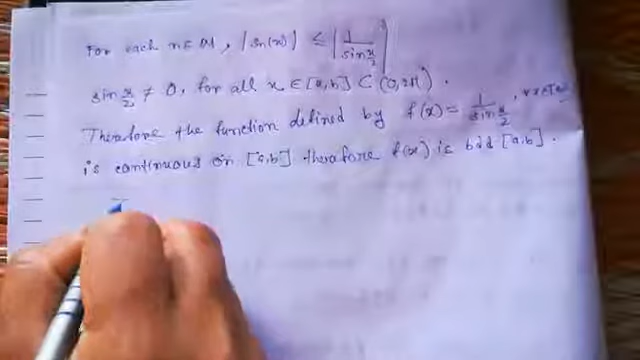 For each n ∈ ℕ, |Sn(x)| ≤ |1/sin x/2|
sin x/2 ≠ 0, for all x ∈ [a,b] ⊂ (0,2π).
Therefore the function defined by f(x) = 1/sin x/2, ∀ x ∈ [a,b]
is continuous on [a,b] therefore f(x) is bdd [a,b].